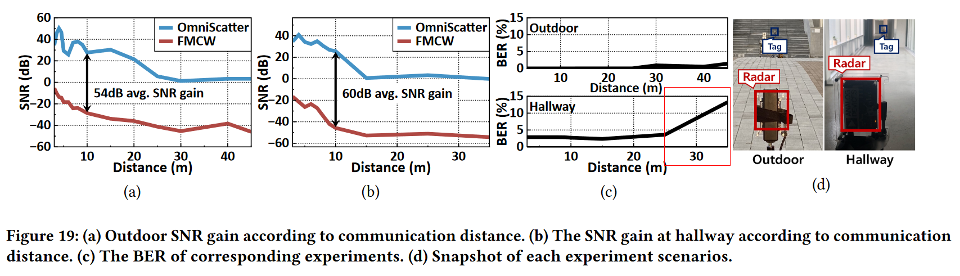 SNR (dB)
60
40
20
0
−20
−40
−60
OmniScatter
FMCW
54dB avg. SNR gain
10 20 30 40
Distance (m)
(a)
SNR (dB)
60
40
20
0
−20
−40
−60
OmniScatter
FMCW
60dB avg. SNR gain
10 20 30
Distance (m)
(b)
BER (%)
15
10
5
0
Outdoor
10 20 30 40
Distance (m)
BER (%)
15
10
5
0
Hallway
10 20 30
Distance (m)
(c)
Tag
Radar
Outdoor
Tag
Radar
Hallway
(d)
Figure 19: (a) Outdoor SNR gain according to communication distance. (b) The SNR gain at hallway according to communication
distance. (c) The BER of corresponding experiments. (d) Snapshot of each experiment scenarios.